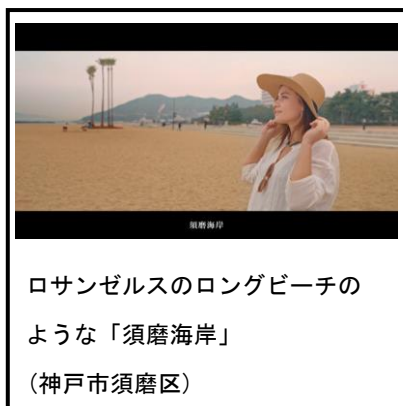 須磨海岸
ロサンゼルスのロングビーチの
ような「須磨海岸」
（神戸市須磨区）